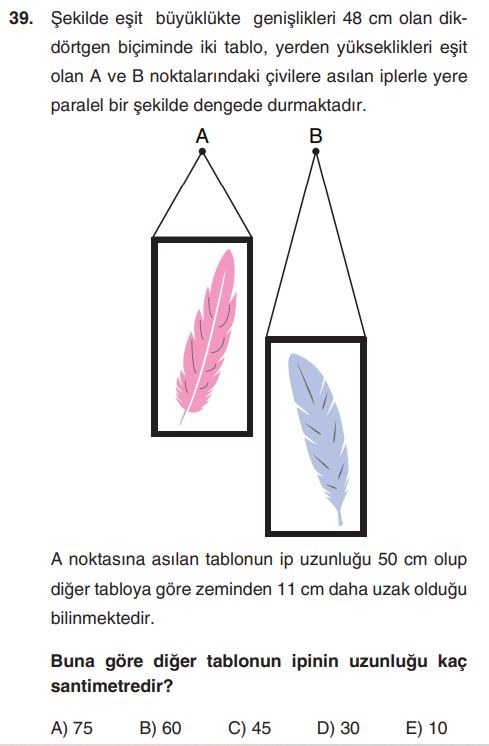 39. Şekilde eşit büyüklükte genişlikleri 48 cm olan dik-
dörtgen biçiminde iki tablo, yerden yükseklikleri eşit
olan A ve B noktalarındaki çivilere asılan iplerle yere
paralel bir şekilde dengede durmaktadır.
A B
A noktasına asılan tablonun ip uzunluğu 50 cm olup
diğer tabloya göre zeminden 11 cm daha uzak olduğu
bilinmektedir.
Buna göre diğer tablonun ipinin uzunluğu kaç
santimetredir?
A) 75 B) 60 C) 45 D) 30 E) 10